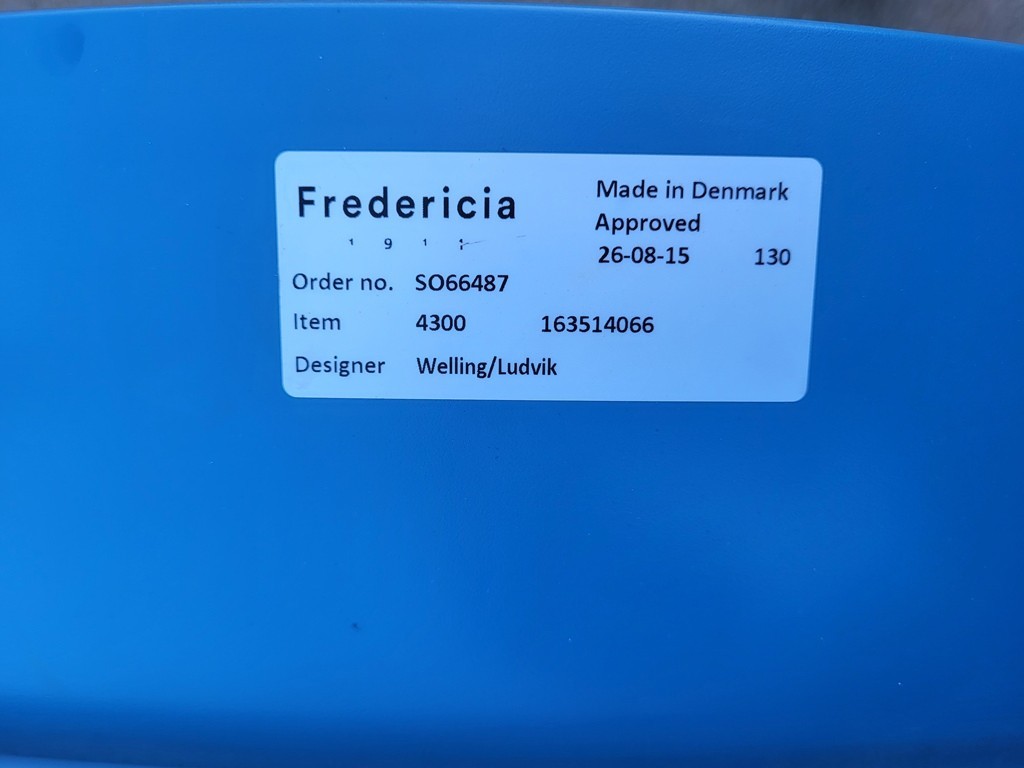 Fredericia
1 9 1 1
Made in Denmark
Approved
26-08-15 130
Order no. SO66487
Item 4300 163514066
Designer Welling/Ludvik